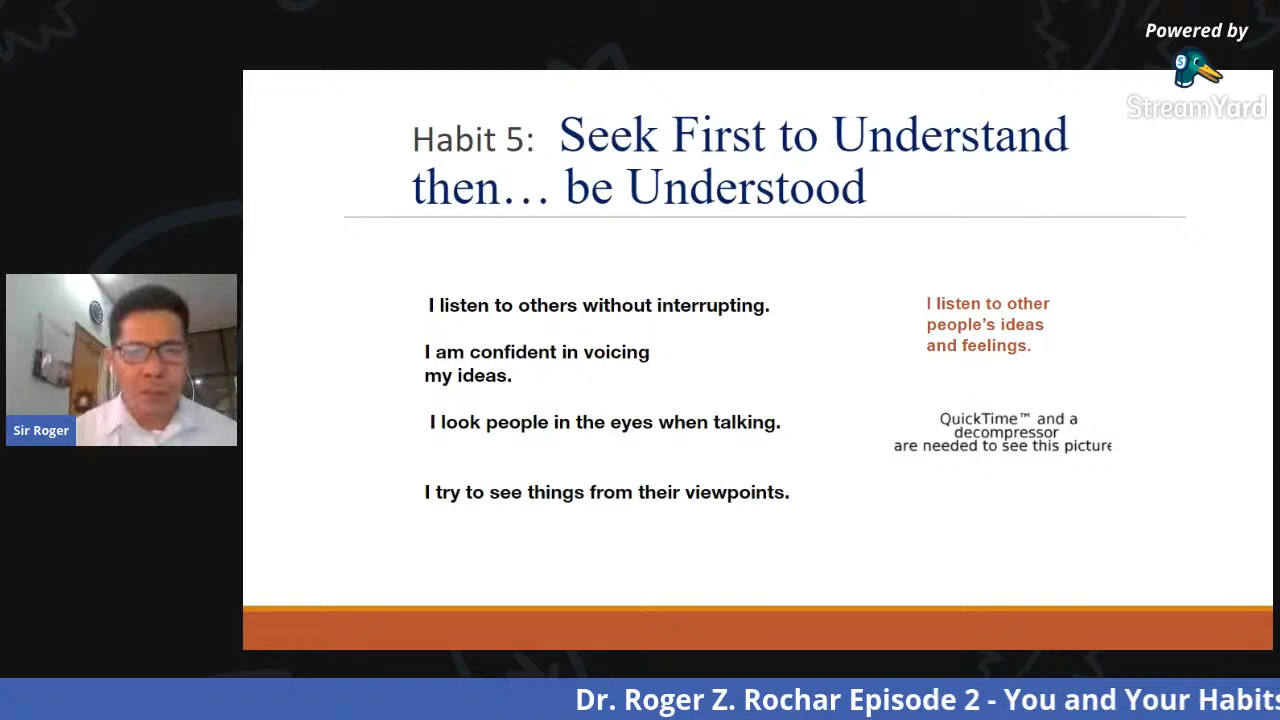 Powered by
StreamYard
Habit 5: Seek First to Understand
then… be Understood
I listen to others without interrupting.
I am confident in voicing
my ideas.
I look people in the eyes when talking.
I try to see things from their viewpoints.
I listen to other
people's ideas
and feelings.
QuickTime™ and a
decompressor
are needed to see this picture
Sir Roger
Dr. Roger Z. Rochar Episode 2 - You and Your Habits